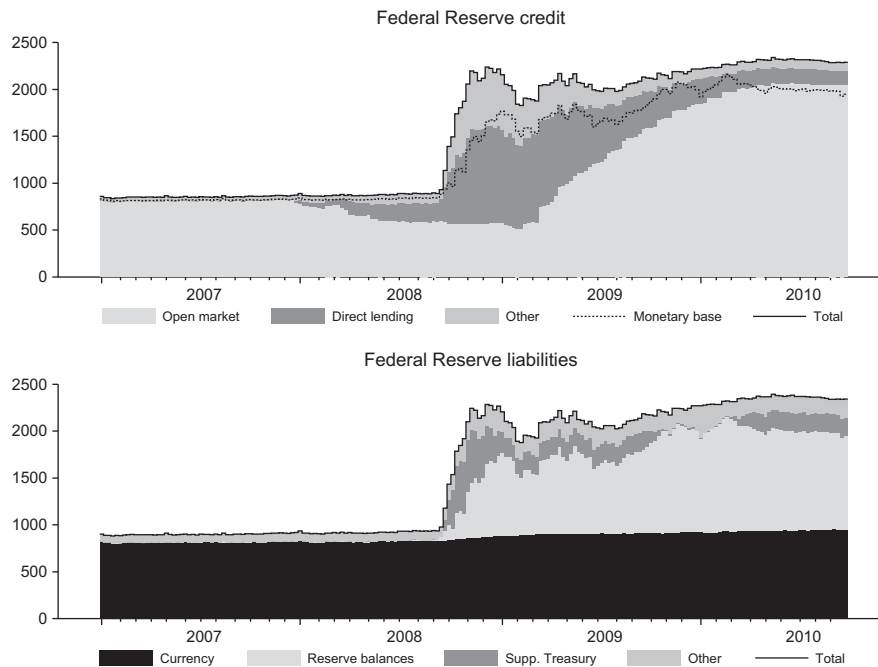 Federal Reserve credit
2500
2000
1500
1000
500
0
2007 2008 2009 2010
Open market Direct lending Other Monetary base Total
Federal Reserve liabilities
2500
2000
1500
1000
500
0
2007 2008 2009 2010
Currency Reserve balances Supp. Treasury Other Total